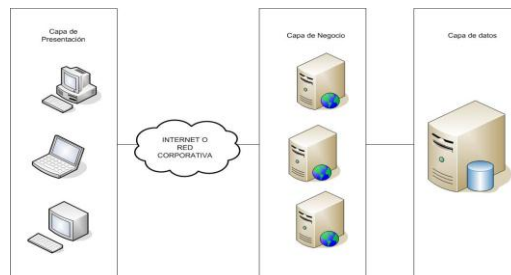 Capa de
Presentación
INTERNET O
RED
CORPORATIVA
Capa de Negocio
Capa de datos